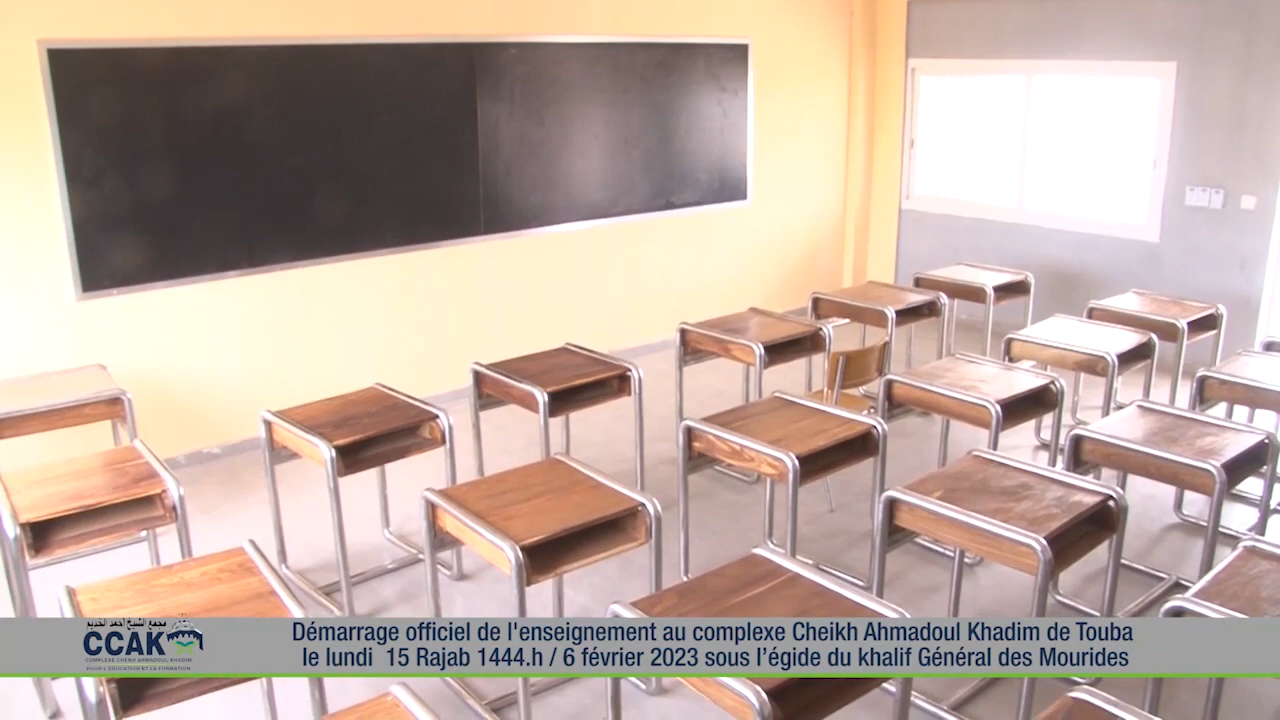 مجمع الشيخ أحمد الخديم
CCAK
COMPLEXE CHEIKH AHMADOUL KHADIM
POUR L'EDUCATION ET LA FORMATION
Démarrage officiel de l'enseignenent au complexe Cheikh Ahmadoul Khadim de Touba
le lundi 15 Rajab 1444.h / 6 février 2023 sous l'égide du khalif Général des Mourides